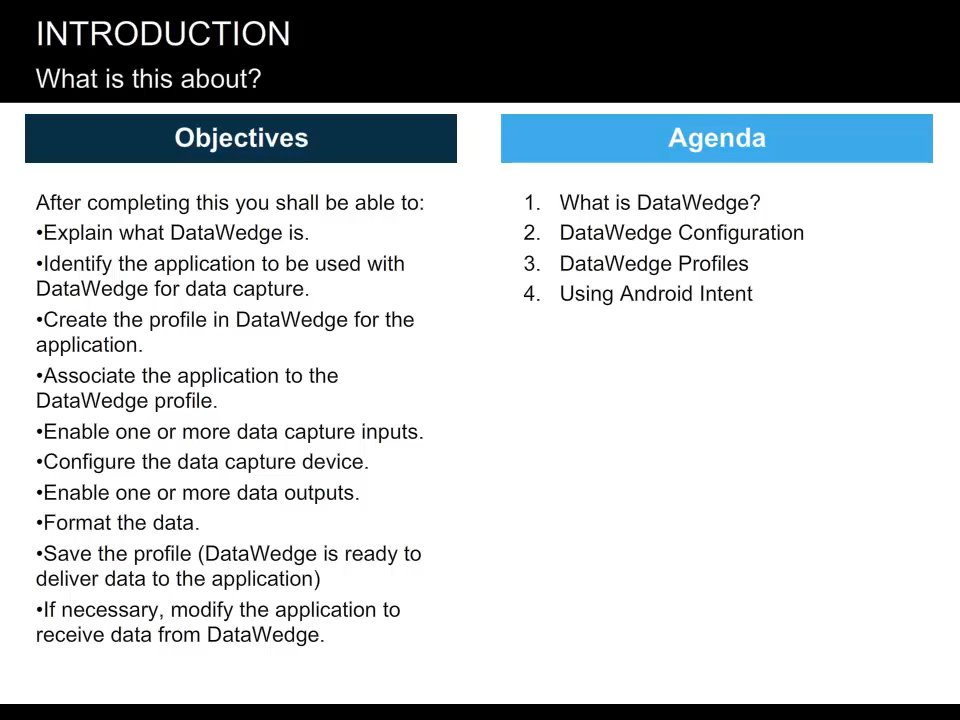 INTRODUCTION
What is this about?
Objectives
After completing this you shall be able to:
•Explain what DataWedge is.
•Identify the application to be used with
DataWedge for data capture.
•Create the profile in DataWedge for the
application.
•Associate the application to the
DataWedge profile.
•Enable one or more data capture inputs.
•Configure the data capture device.
•Enable one or more data outputs.
•Format the data.
•Save the profile (DataWedge is ready to
deliver data to the application)
•If necessary, modify the application to
receive data from DataWedge.
Agenda
1. What is DataWedge?
2. DataWedge Configuration
3. DataWedge Profiles
4. Using Android Intent